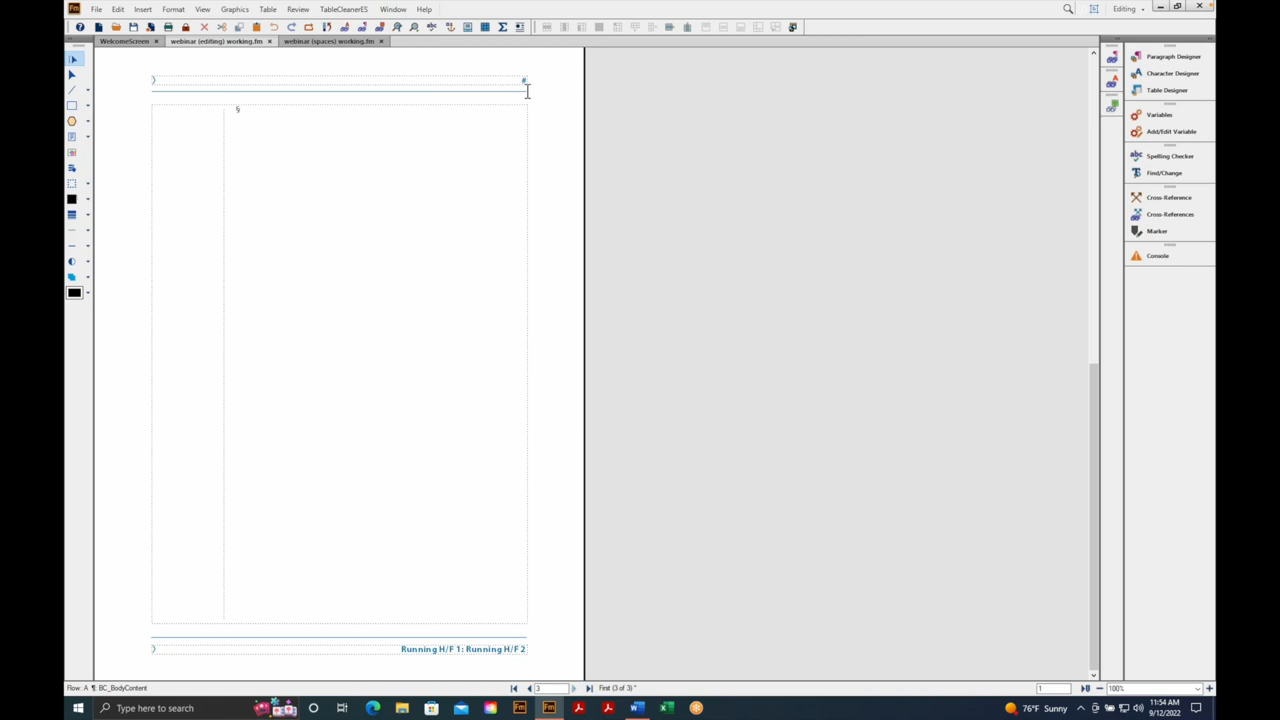 Fm File Edit Insert Format View Graphics Table Review TableCleanerES Window Help Editing
WelcomeScreen × webinar (editing) working.fm × webinar (spaces) working.fm ×
#
§
Running H/F 1: Running H/F 2
Paragraph Designer
Character Designer
Table Designer
Variables
Add/Edit Variable
Spelling Checker
Find/Change
Cross-Reference
Cross-References
Marker
Console
Flow: A ¶: BC_BodyContent 3 First (3 of 3) * 1 100%
Type here to search 76°F Sunny 11:54 AM
9/12/2022